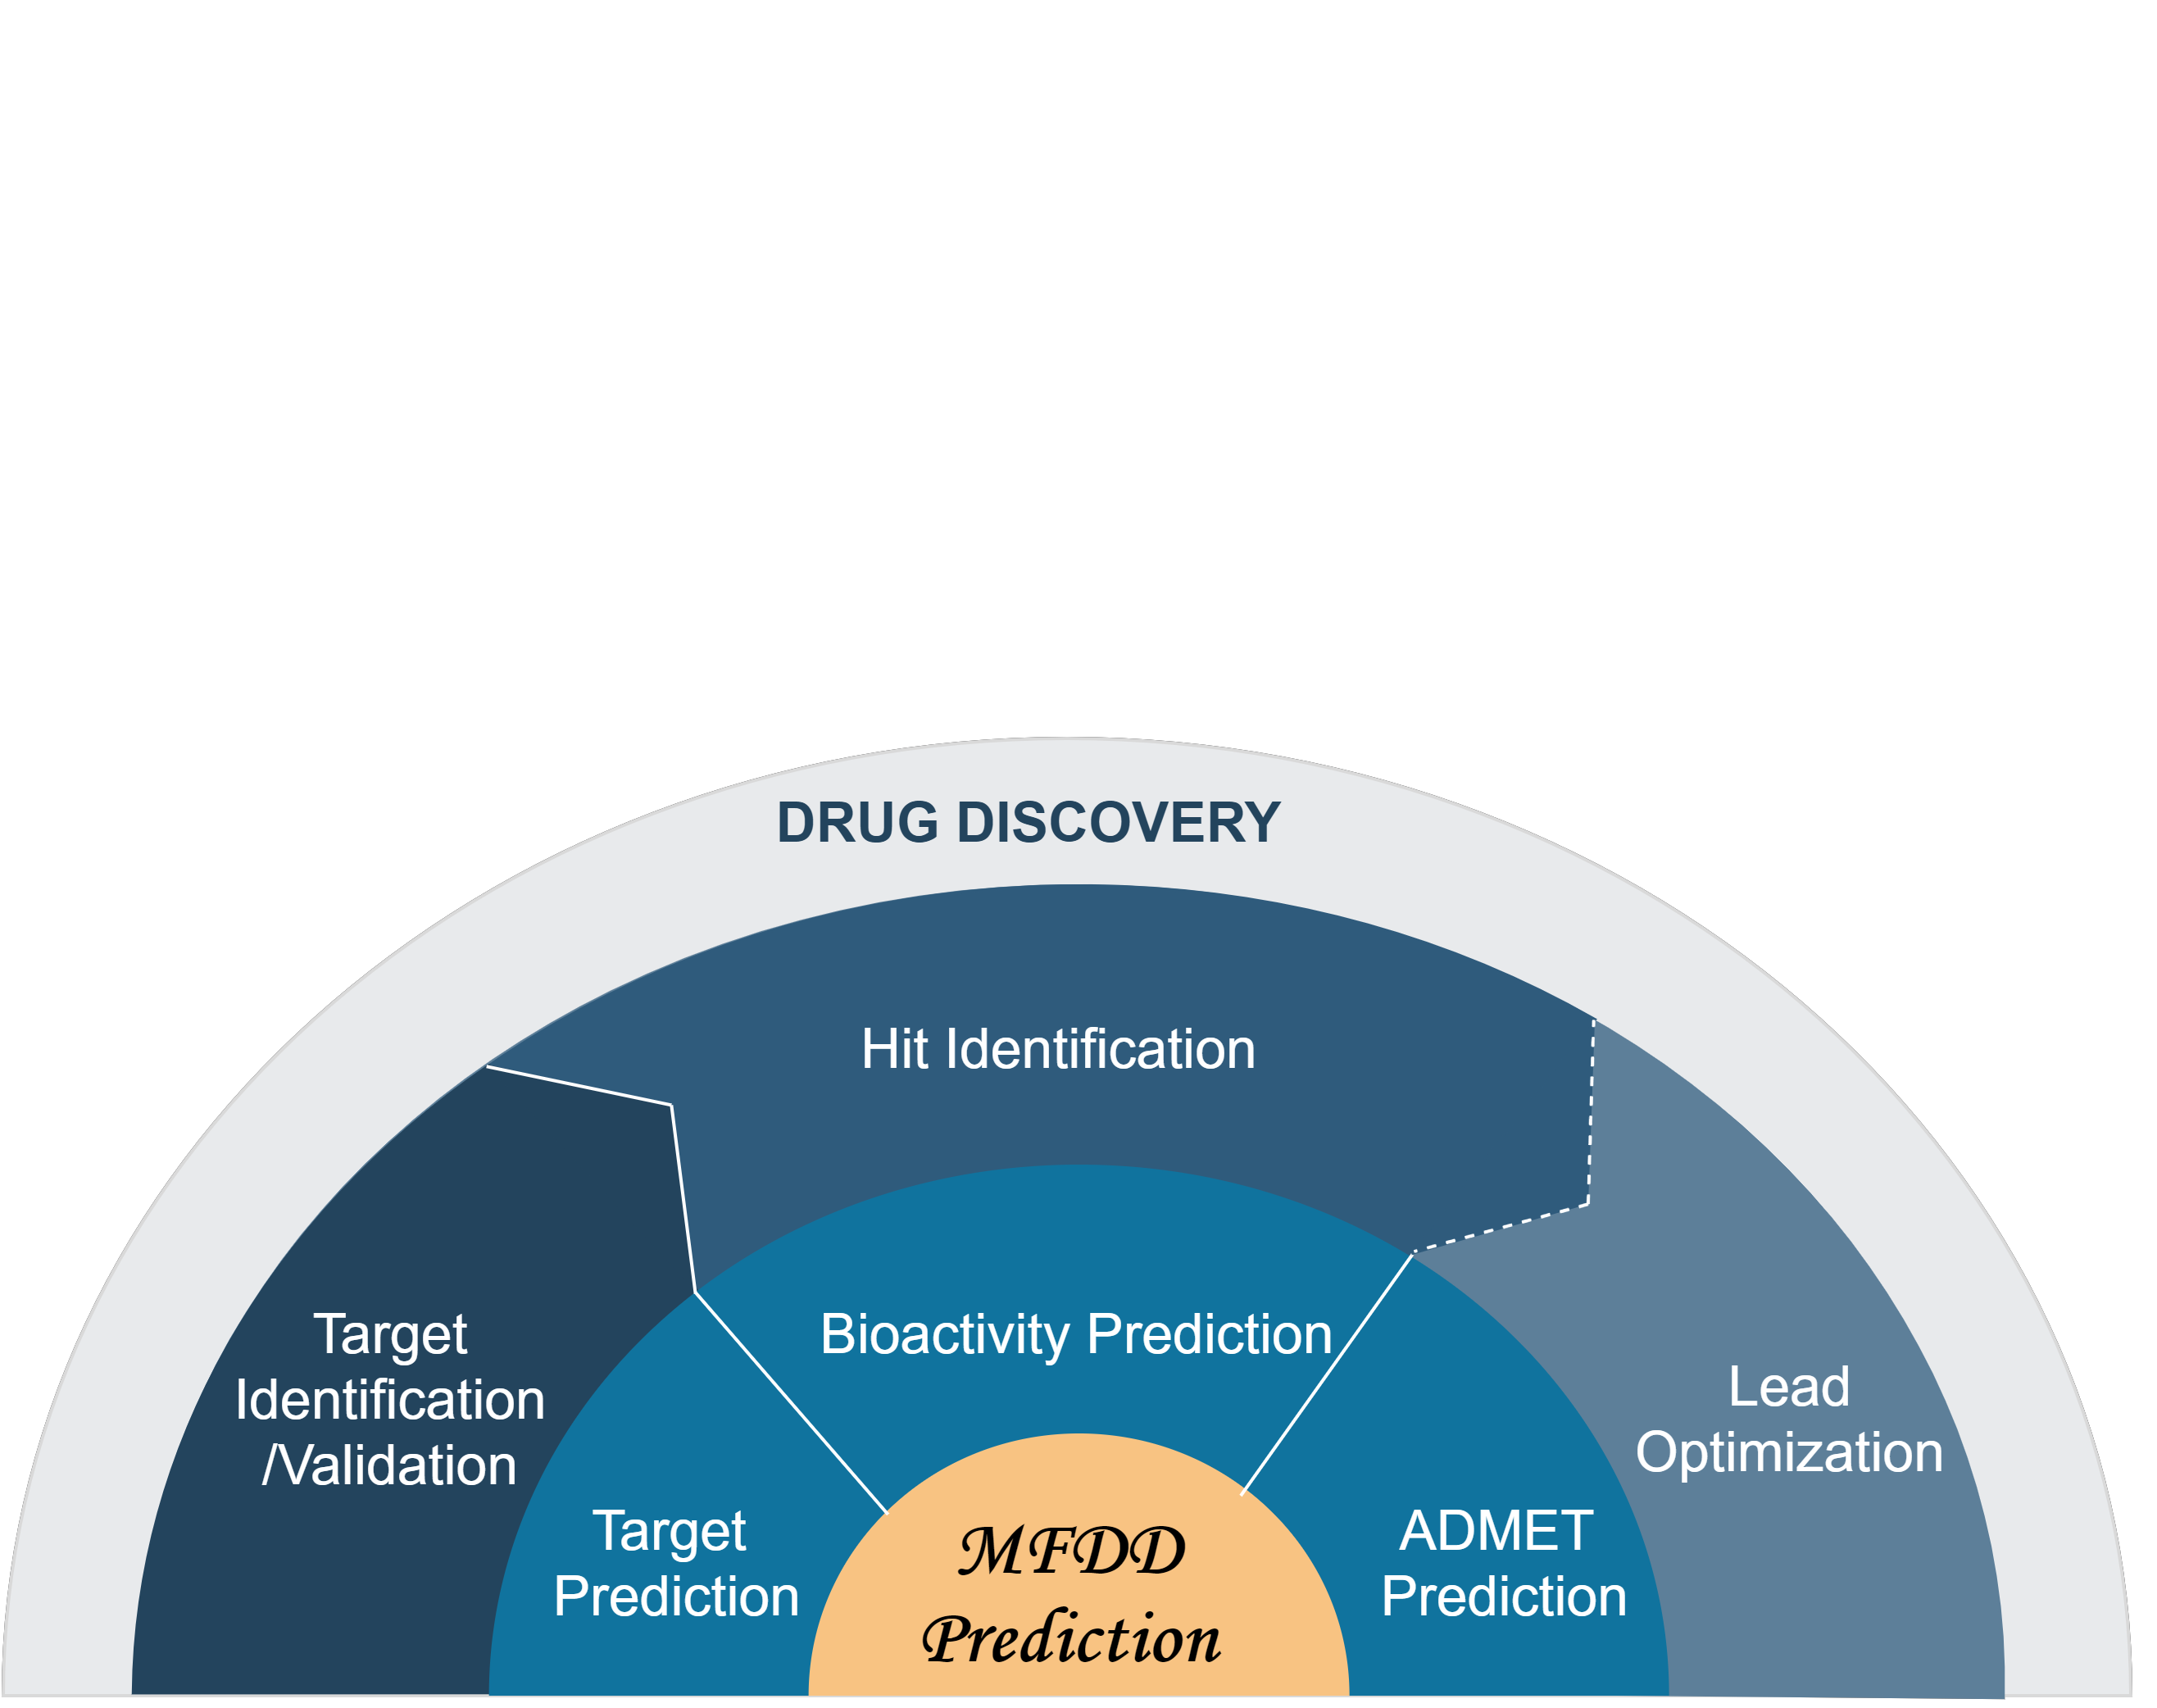 DRUG DISCOVERY
Hit Identification
Target
Identification
/Validation
Bioactivity Prediction
Lead
Optimization
Target
Prediction
MFDD
Prediction
ADMET
Prediction